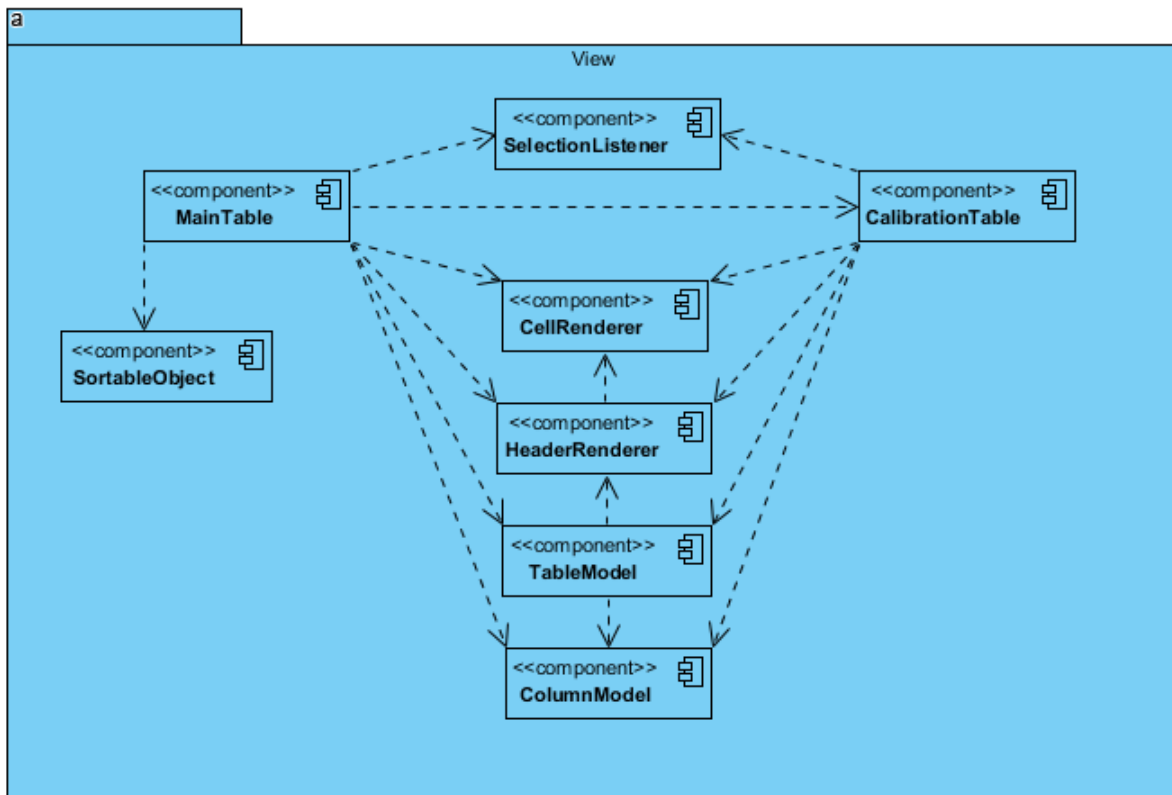 a
View
<<component>>
SelectionListener
<<component>>
MainTable
<<component>>
CalibrationTable
<<component>>
CellRenderer
<<component>>
SortableObject
<<component>>
HeaderRenderer
<<component>>
TableModel
<<component>>
ColumnModel